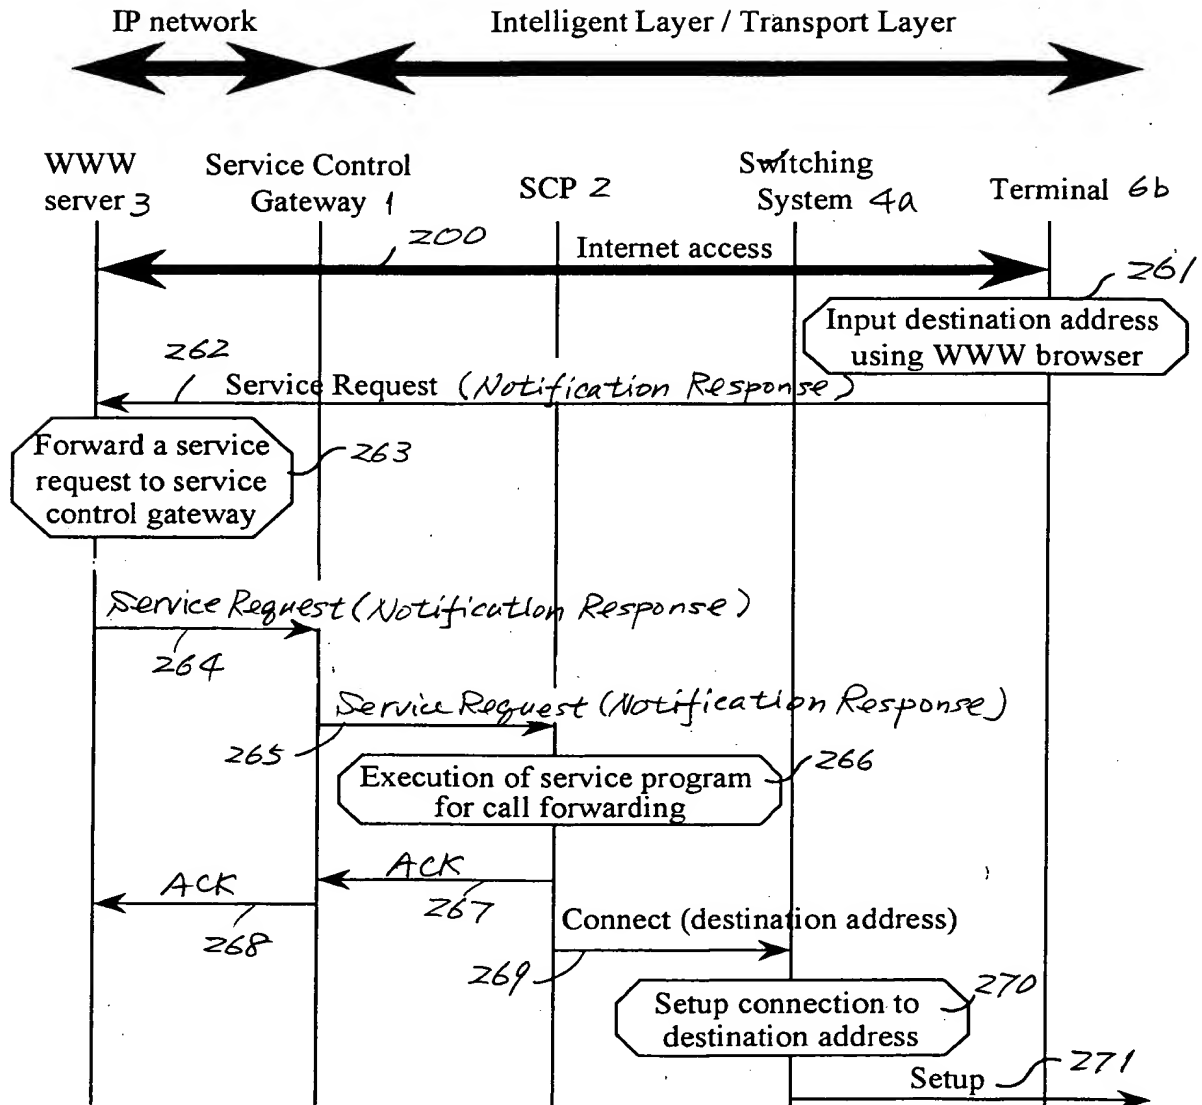 IP network
Intelligent Layer / Transport Layer
WWW
server 3
Service Control
Gateway 1
SCP 2
Switching
System 4a
Terminal 6b
200
Internet access
261
Input destination address
using WWW browser
262
Service Request (Notification Response)
Forward a service
request to service
control gateway
263
Service Request (Notification Response)
264
Service Request (Notification Response)
265
Execution of service program
for call forwarding
266
ACK
267
ACK
268
Connect (destination address)
269
Setup connection to
destination address
270
271
Setup